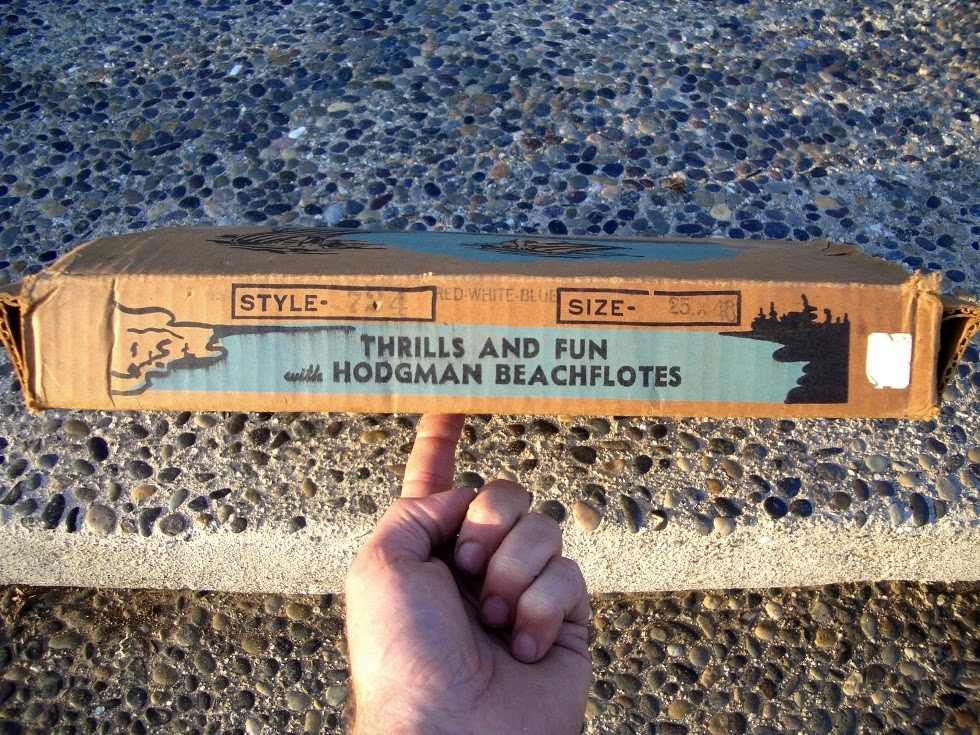 STYLE- 724 RED-WHITE-BLUE SIZE- 25 x 48
THRILLS AND FUN
with HODGMAN BEACHFLOTES